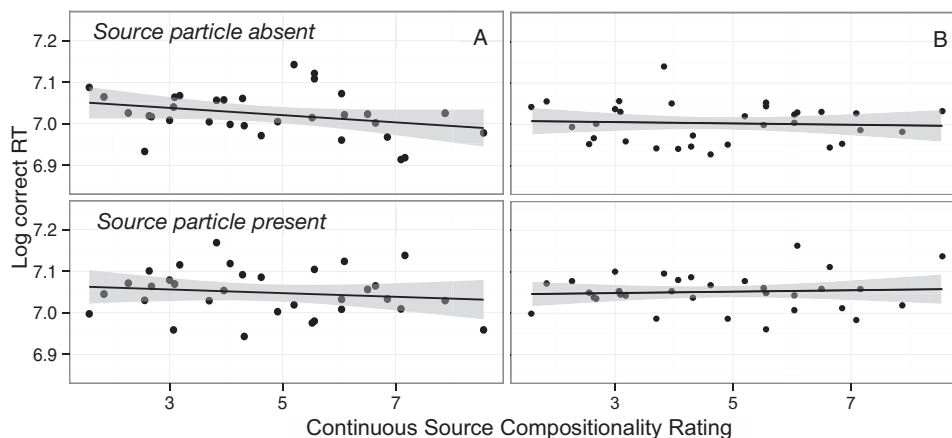 Source particle absent
A
B
7.2
7.1
7.0
6.9
Log correct RT
Source particle present
7.2
7.1
7.0
6.9
3 5 7
3 5 7
Continuous Source Compositionality Rating